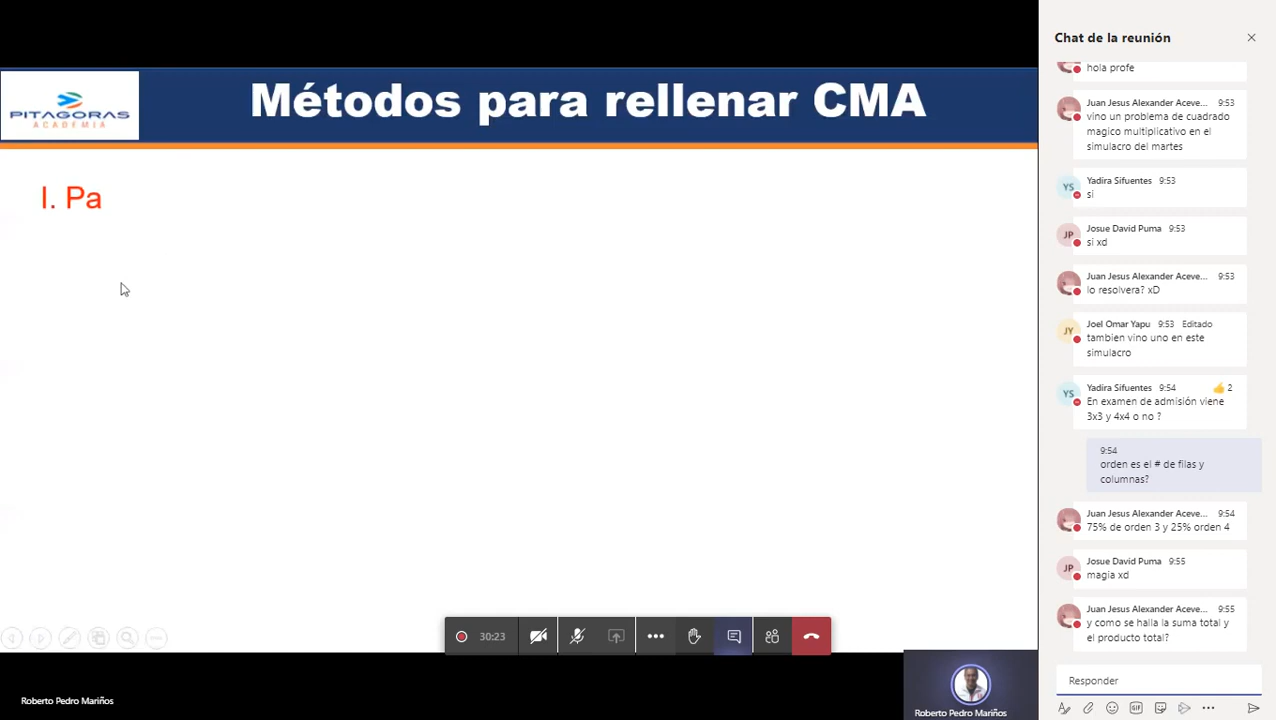 Chat de la reunión
PITAGORAS
ACADEMIA
Métodos para rellenar CMA
I. Pa
hola profe
Juan Jesus Alexander Aceve... 9:53
vino un problema de cuadrado
magico multiplicativo en el
simulacro del martes
YS Yadira Sifuentes 9:53
si
JP Josue David Puma 9:53
si xd
Juan Jesus Alexander Aceve... 9:53
lo resolvera? xD
JY Joel Omar Yapu 9:53 Editado
tambien vino uno en este
simulacro
YS Yadira Sifuentes 9:54 👍 2
En examen de admisión viene
3x3 y 4x4 o no ?
9:54
orden es el # de filas y
columnas?
Juan Jesus Alexander Aceve... 9:54
75% de orden 3 y 25% orden 4
JP Josue David Puma 9:55
magia xd
Juan Jesus Alexander Aceve... 9:55
y como se halla la suma total y
el producto total?
Responder
GIF
30:23
Roberto Pedro Mariños
Roberto Pedro Mariños